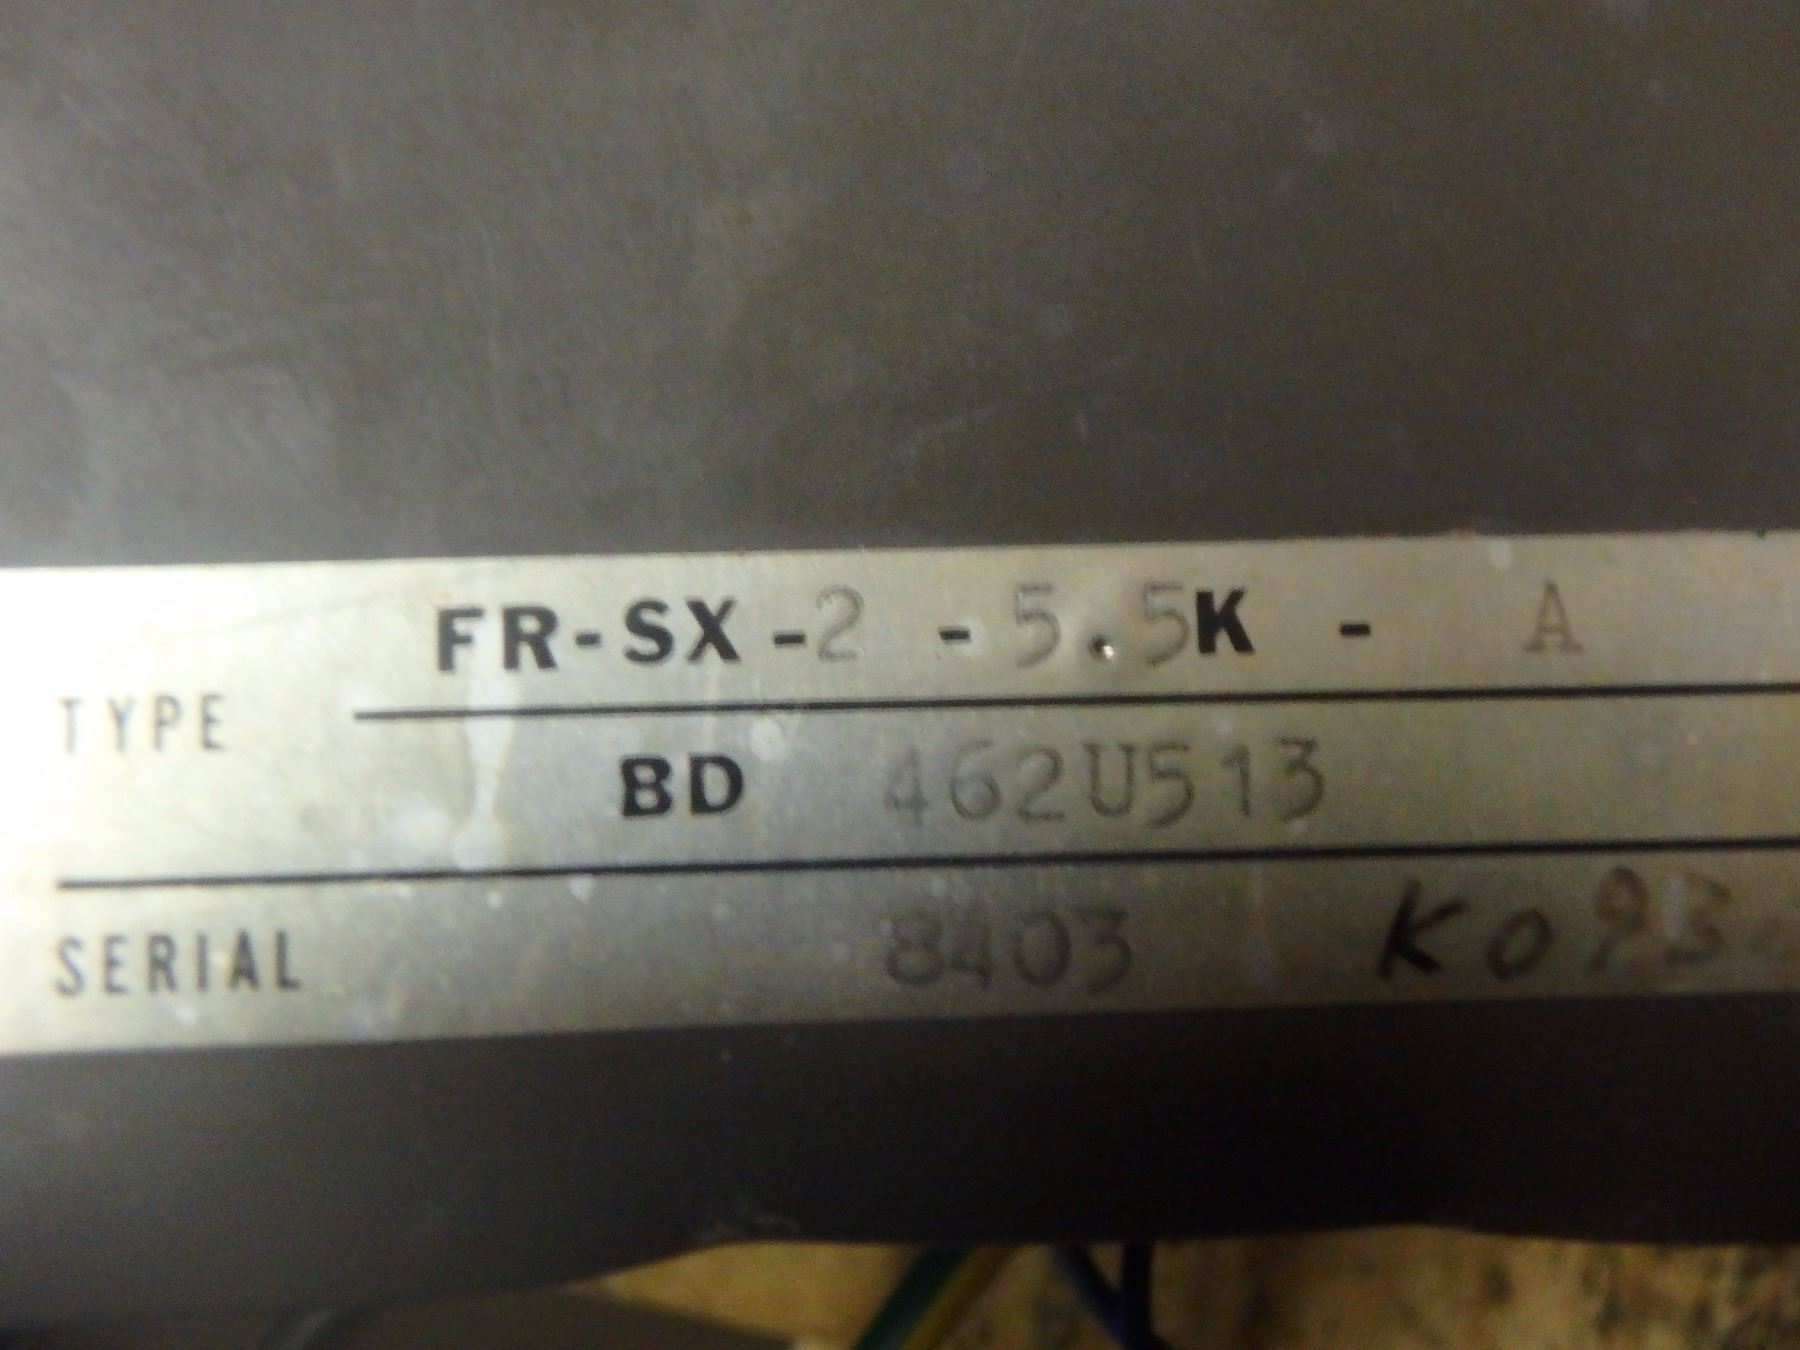 FR-SX-2 - 5.5K - A
TYPE
BD 462U513
SERIAL 8403